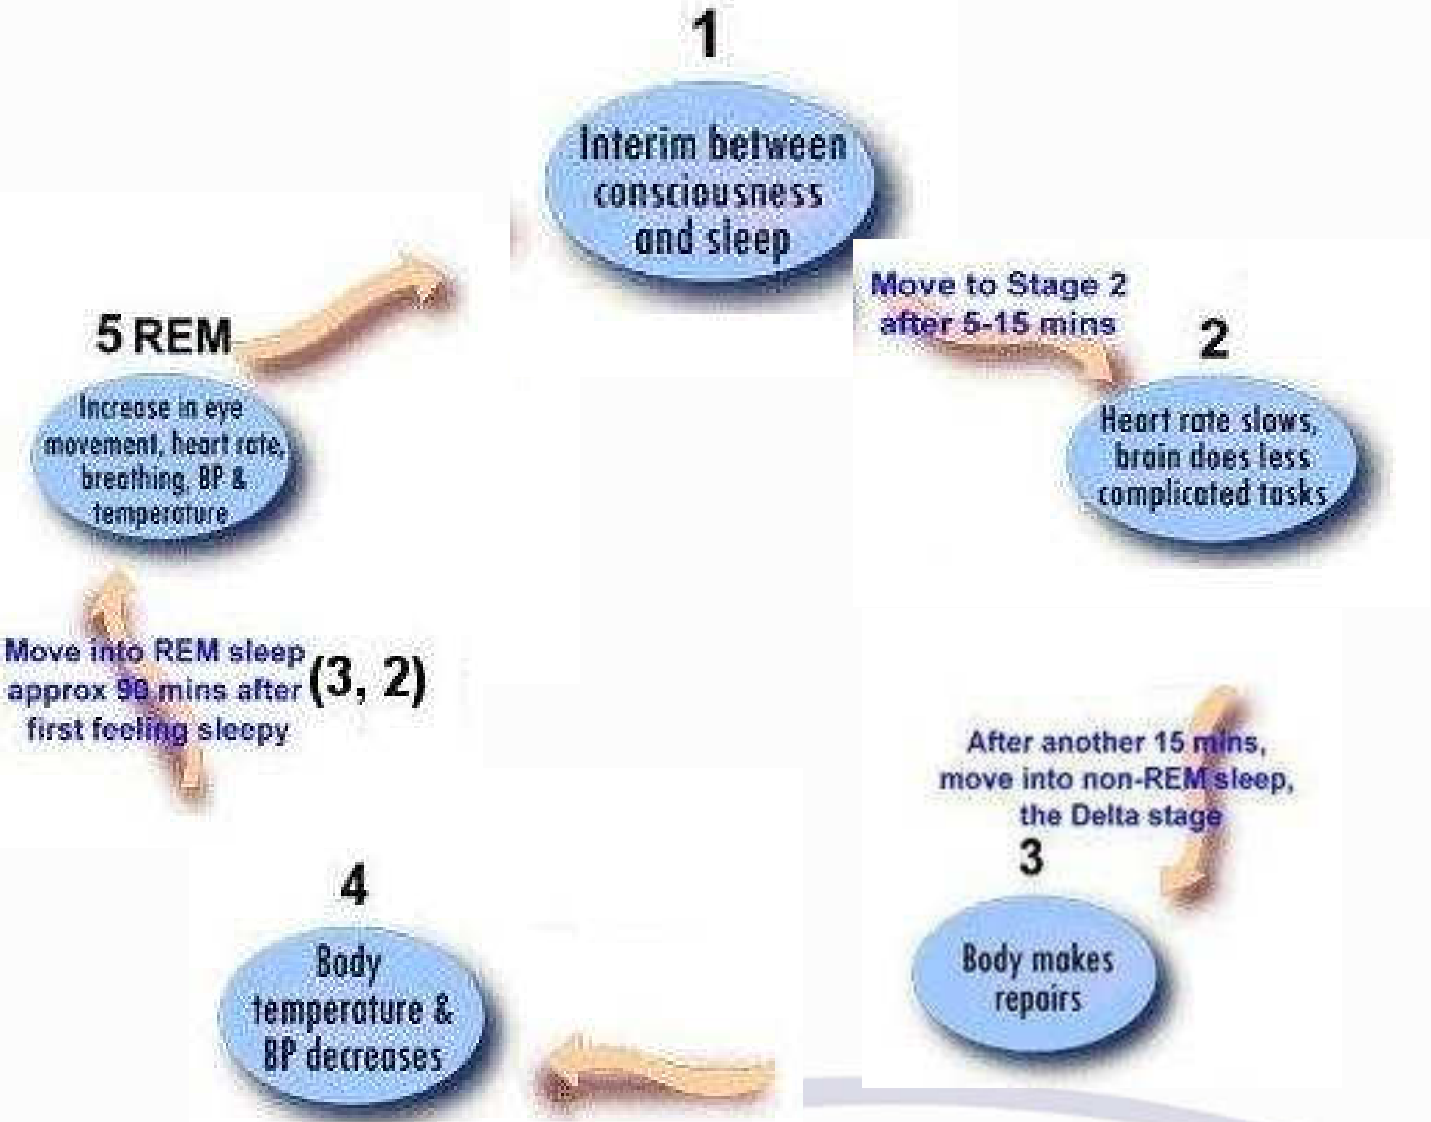 1
Interim between
consciousness
and sleep
Move to Stage 2
after 5-15 mins
2
Heart rate slows,
brain does less
complicated tasks
After another 15 mins,
move into non-REM sleep,
the Delta stage
3
Body makes
repairs
4
Body
temperature &
BP decreases
Move into REM sleep
approx 90 mins after
first feeling sleepy
(3, 2)
5 REM
Increase in eye
movement, heart rate,
breathing, BP &
temperature